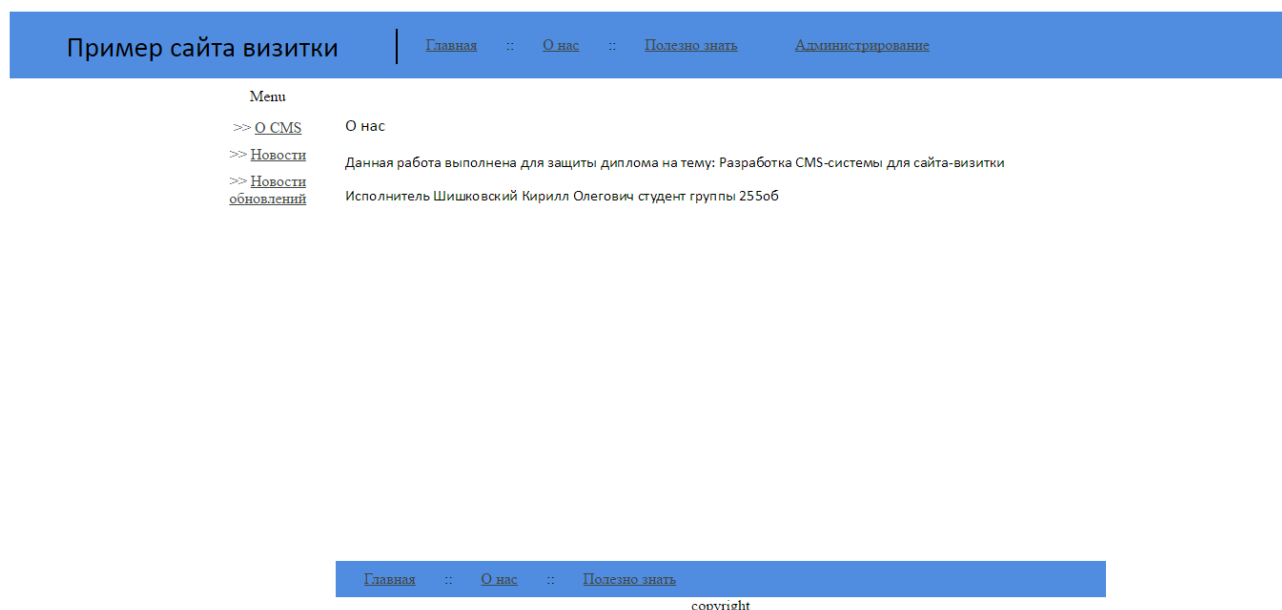 Пример сайта визитки Главная :: О нас :: Полезно знать Администрирование
Menu
>> О CMS
>> Новости
>> Новости
обновлений
О нас
Данная работа выполнена для защиты диплома на тему: Разработка CMS-системы для сайта-визитки
Исполнитель Шишковский Кирилл Олегович студент группы 255об
Главная :: О нас :: Полезно знать
copyright